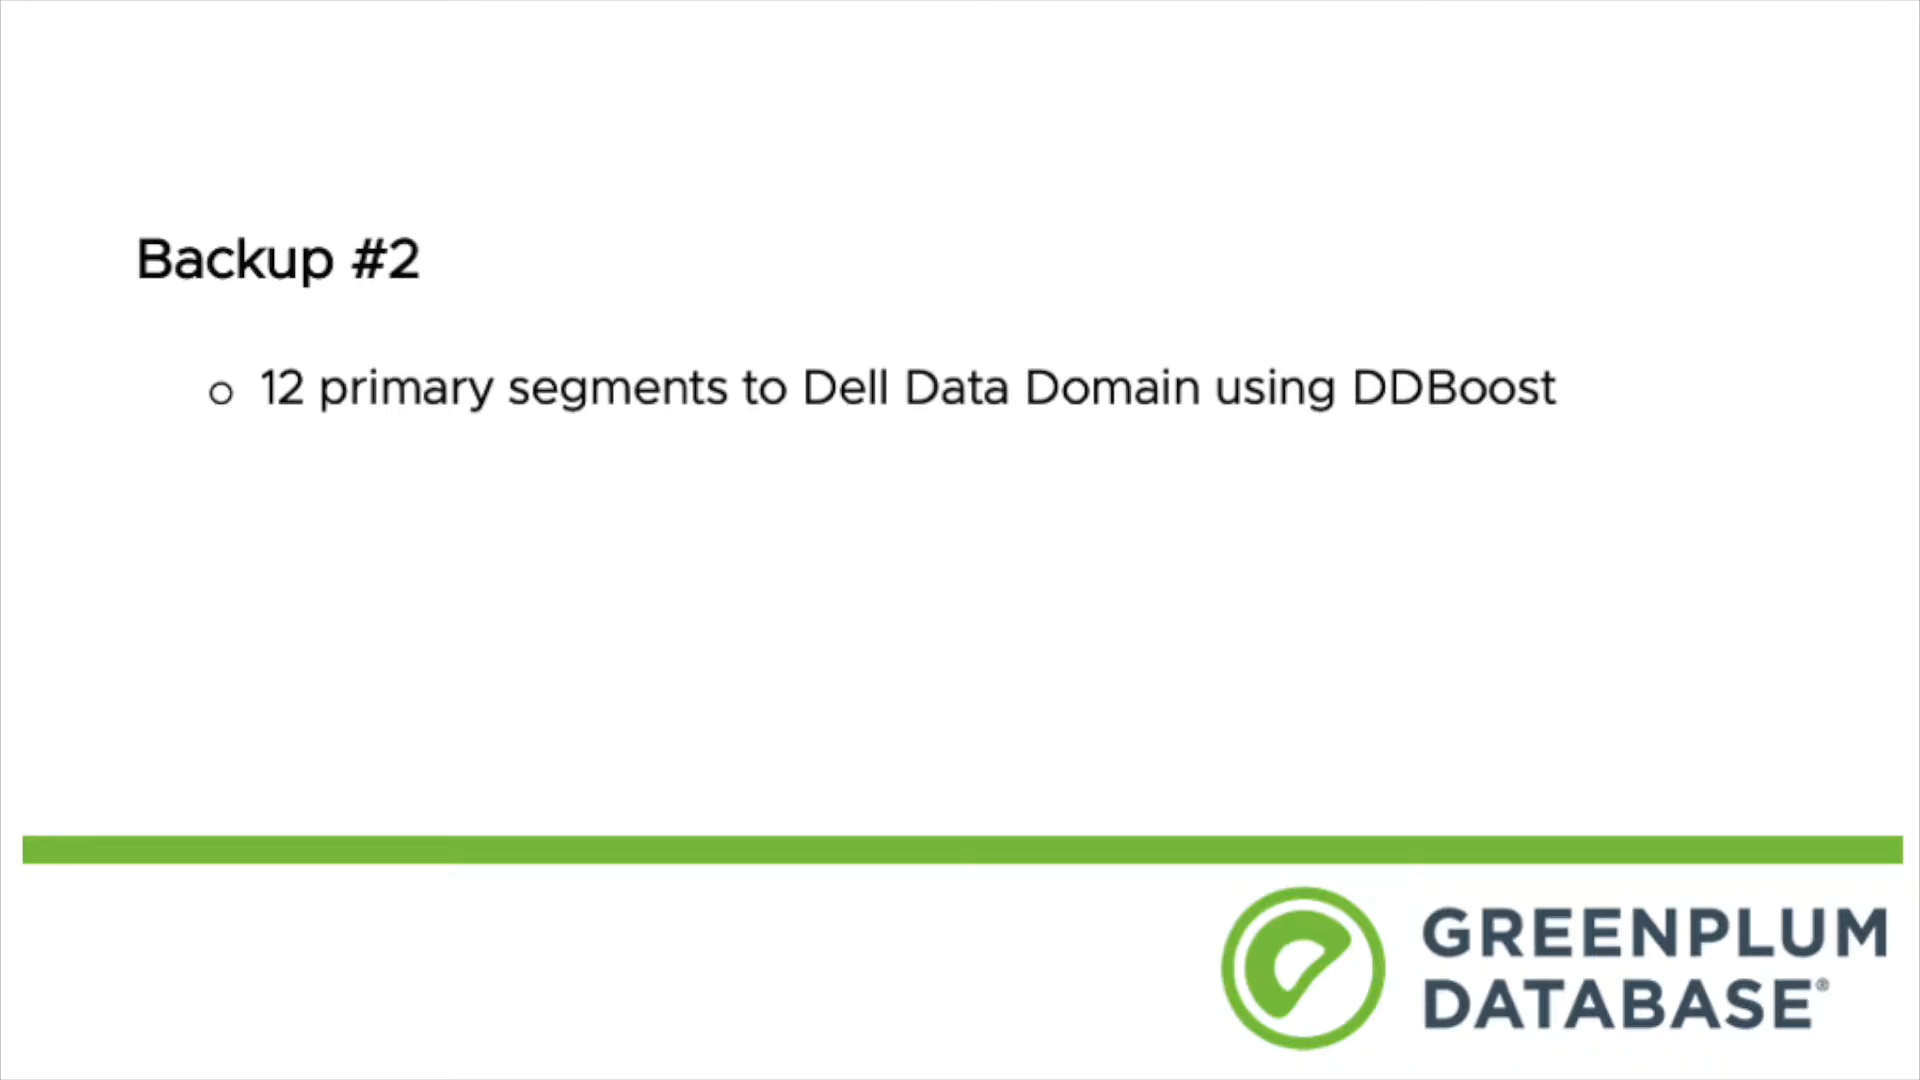 Backup #2
o 12 primary segments to Dell Data Domain using DDBoost
GREENPLUM
DATABASE®